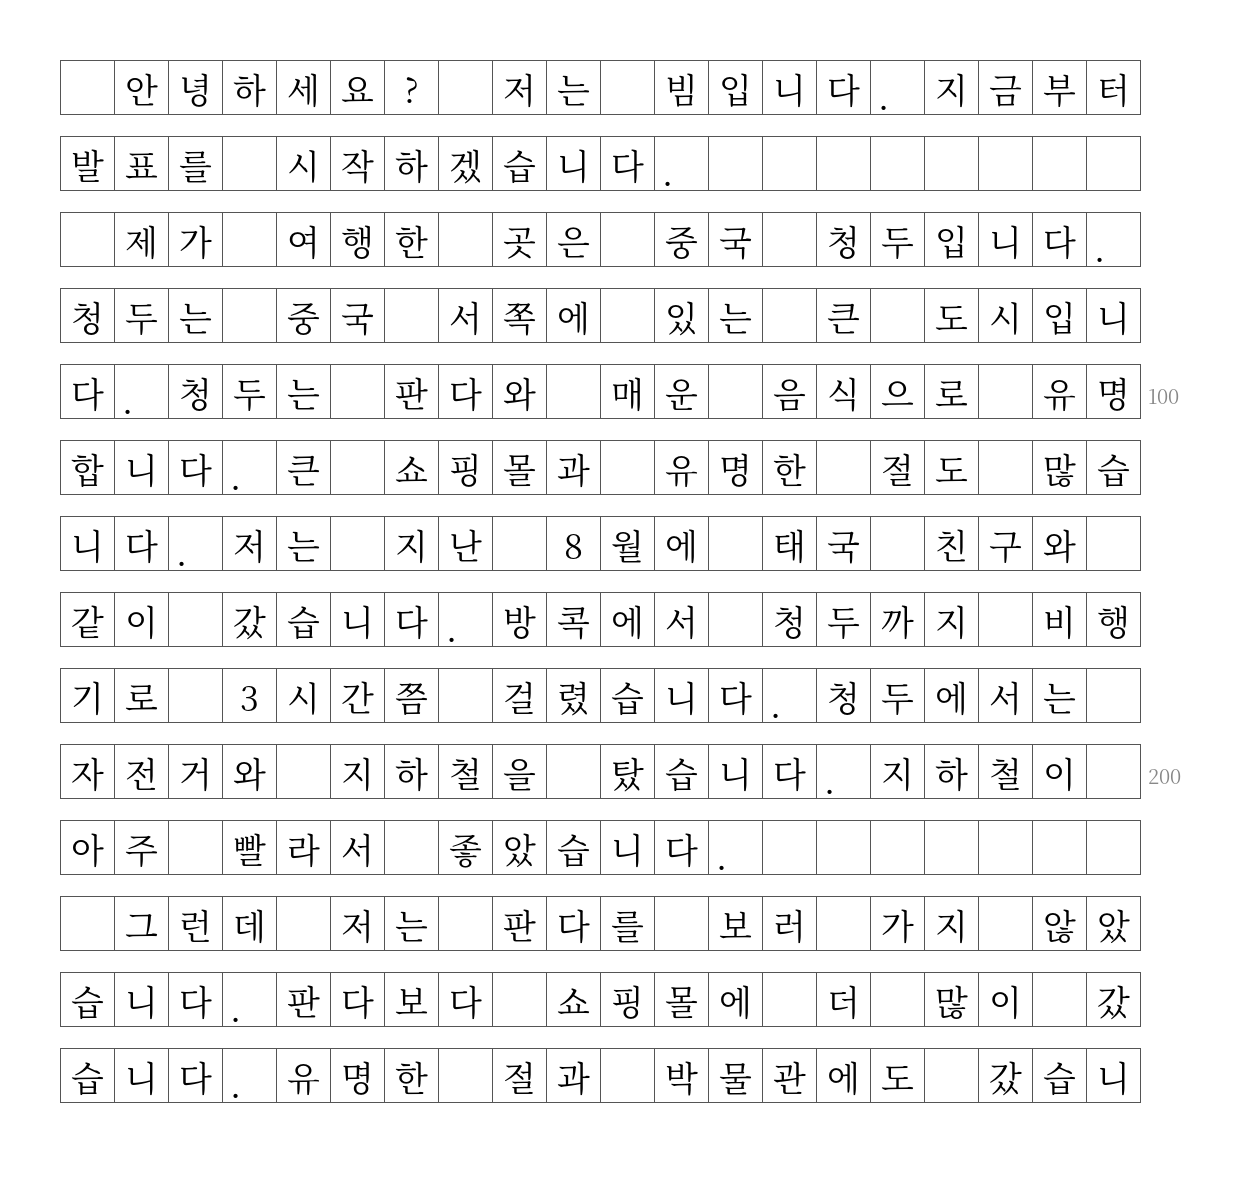 안녕하세요? 저는 빔입니다. 지금부터
발표를 시작하겠습니다.
제가 여행한 곳은 중국 청두입니다.
청두는 중국 서쪽에 있는 큰 도시입니
다. 청두는 판다와 매운 음식으로 유명 100
합니다. 큰 쇼핑몰과 유명한 절도 많습
니다. 저는 지난 8월에 태국 친구와
같이 갔습니다. 방콕에서 청두까지 비행
기로 3시간쯤 걸렸습니다. 청두에서는
자전거와 지하철을 탔습니다. 지하철이 200
아주 빨라서 좋았습니다.
그런데 저는 판다를 보러 가지 않았
습니다. 판다보다 쇼핑몰에 더 많이 갔
습니다. 유명한 절과 박물관에도 갔습니